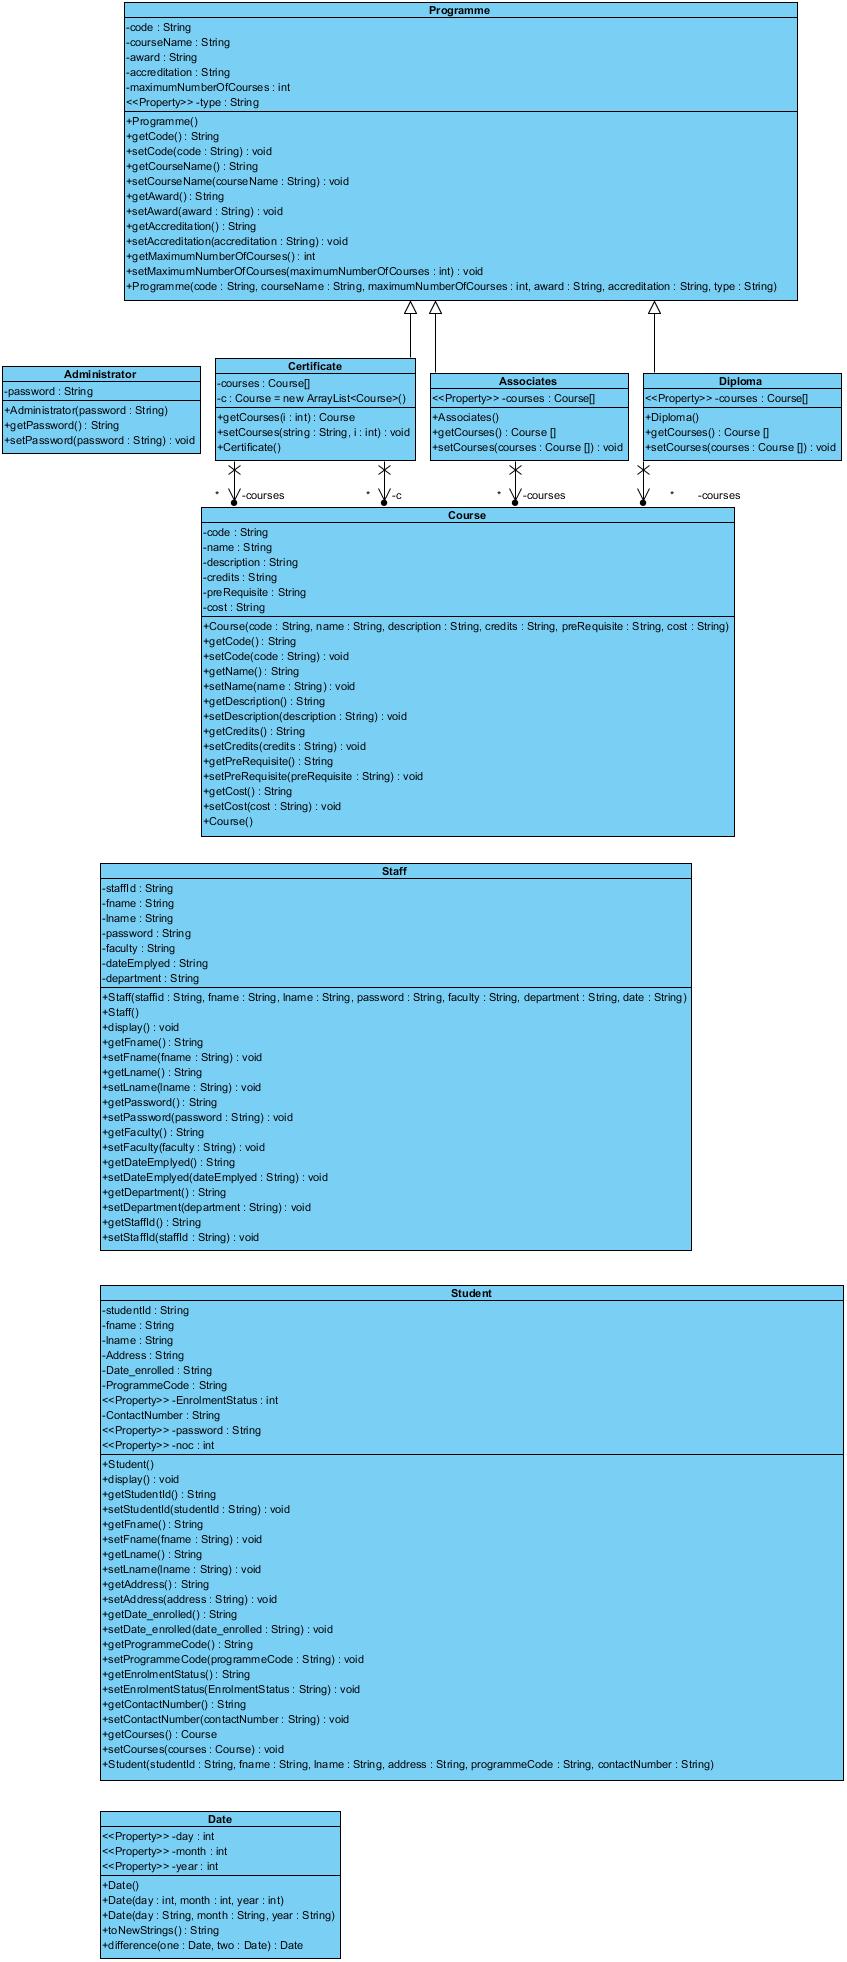 Programme
-code : String
-courseName : String
-award : String
-accreditation : String
-maximumNumberOfCourses : int
<<Property>> -type : String
+Programme()
+getCode() : String
+setCode(code : String) : void
+getCourseName() : String
+setCourseName(courseName : String) : void
+getAward() : String
+setAward(award : String) : void
+getAccreditation() : String
+setAccreditation(accreditation : String) : void
+getMaximumNumberOfCourses() : int
+setMaximumNumberOfCourses(maximumNumberOfCourses : int) : void
+Programme(code : String, courseName : String, maximumNumberOfCourses : int, award : String, accreditation : String, type : String)
Administrator
-password : String
+Administrator(password : String)
+getPassword() : String
+setPassword(password : String) : void
Certificate
-courses : Course[]
-c : Course = new ArrayList<Course>()
+getCourses(i : int) : Course
+setCourses(string : String, i : int) : void
+Certificate()
Associates
<<Property>> -courses : Course[]
+Associates()
+getCourses() : Course []
+setCourses(courses : Course []) : void
Diploma
<<Property>> -courses : Course[]
+Diploma()
+getCourses() : Course []
+setCourses(courses : Course []) : void
* -courses
* -c
* -courses
* -courses
Course
-code : String
-name : String
-description : String
-credits : String
-preRequisite : String
-cost : String
+Course(code : String, name : String, description : String, credits : String, preRequisite : String, cost : String)
+getCode() : String
+setCode(code : String) : void
+getName() : String
+setName(name : String) : void
+getDescription() : String
+setDescription(description : String) : void
+getCredits() : String
+setCredits(credits : String) : void
+getPreRequisite() : String
+setPreRequisite(preRequisite : String) : void
+getCost() : String
+setCost(cost : String) : void
+Course()
Staff
-staffId : String
-fname : String
-lname : String
-password : String
-faculty : String
-dateEmplyed : String
-department : String
+Staff(staffid : String, fname : String, lname : String, password : String, faculty : String, department : String, date : String)
+Staff()
+display() : void
+getFname() : String
+setFname(fname : String) : void
+getLname() : String
+setLname(lname : String) : void
+getPassword() : String
+setPassword(password : String) : void
+getFaculty() : String
+setFaculty(faculty : String) : void
+getDateEmplyed() : String
+setDateEmplyed(dateEmplyed : String) : void
+getDepartment() : String
+setDepartment(department : String) : void
+getStaffId() : String
+setStaffId(staffId : String) : void
Student
-studentId : String
-fname : String
-lname : String
-Address : String
-Date_enrolled : String
-ProgrammeCode : String
<<Property>> -EnrolmentStatus : int
-ContactNumber : String
<<Property>> -password : String
<<Property>> -noc : int
+Student()
+display() : void
+getStudentId() : String
+setStudentId(studentId : String) : void
+getFname() : String
+setFname(fname : String) : void
+getLname() : String
+setLname(lname : String) : void
+getAddress() : String
+setAddress(address : String) : void
+getDate_enrolled() : String
+setDate_enrolled(date_enrolled : String) : void
+getProgrammeCode() : String
+setProgrammeCode(programmeCode : String) : void
+getEnrolmentStatus() : String
+setEnrolmentStatus(EnrolmentStatus : String) : void
+getContactNumber() : String
+setContactNumber(contactNumber : String) : void
+getCourses() : Course
+setCourses(courses : Course) : void
+Student(studentId : String, fname : String, lname : String, address : String, programmeCode : String, contactNumber : String)
Date
<<Property>> -day : int
<<Property>> -month : int
<<Property>> -year : int
+Date()
+Date(day : int, month : int, year : int)
+Date(day : String, month : String, year : String)
+toNewStrings() : String
+difference(one : Date, two : Date) : Date